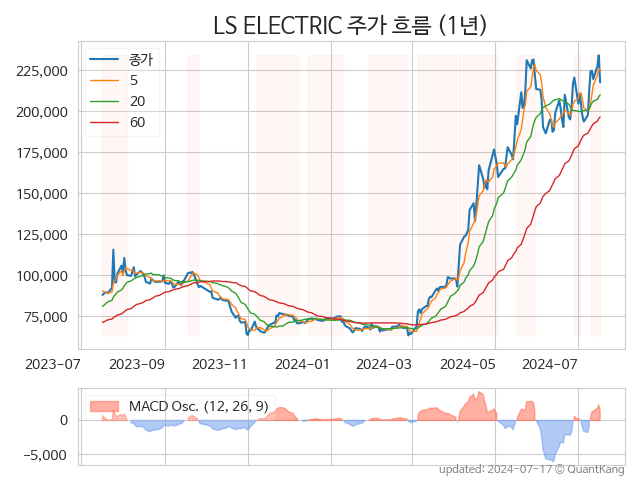 LS ELECTRIC 주가 흐름 (1년)
종가
5
20
60
225,000
200,000
175,000
150,000
125,000
100,000
75,000
2023-07 2023-09 2023-11 2024-01 2024-03 2024-05 2024-07
MACD Osc. (12, 26, 9)
0
−5,000
updated: 2024-07-17 © QuantKang